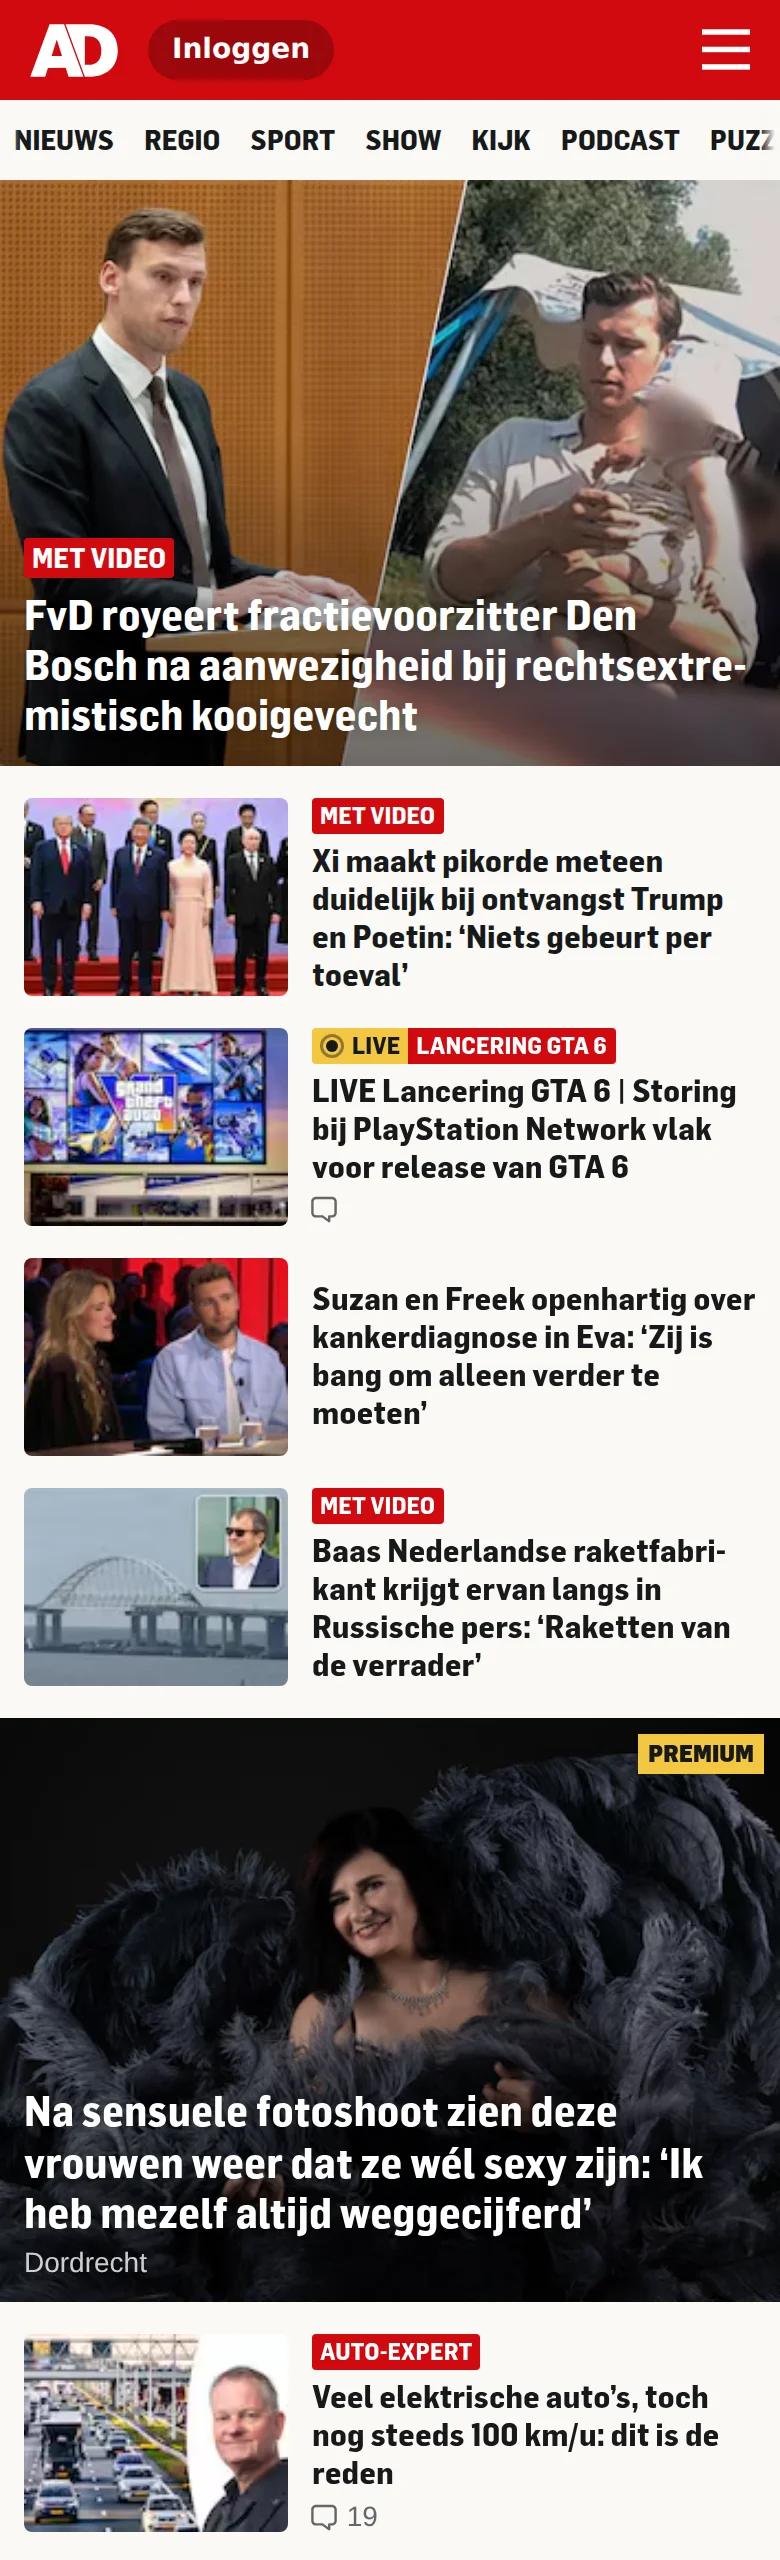 AD
Inloggen
NIEUWS REGIO SPORT SHOW KIJK PODCAST PUZZ
MET VIDEO
FvD royeert fractievoorzitter Den
Bosch na aanwezigheid bij rechtsextre-
mistisch kooigevecht
MET VIDEO
Xi maakt pikorde meteen
duidelijk bij ontvangst Trump
en Poetin: ‘Niets gebeurt per
toeval’
LIVE LANCERING GTA 6
grand
theft
auto
LIVE Lancering GTA 6 | Storing
bij PlayStation Network vlak
voor release van GTA 6
Suzan en Freek openhartig over
kankerdiagnose in Eva: ‘Zij is
bang om alleen verder te
moeten’
MET VIDEO
Baas Nederlandse raketfabri-
kant krijgt ervan langs in
Russische pers: ‘Raketten van
de verrader’
PREMIUM
Na sensuele fotoshoot zien deze
vrouwen weer dat ze wél sexy zijn: ‘Ik
heb mezelf altijd weggecijferd’
Dordrecht
AUTO-EXPERT
Veel elektrische auto’s, toch
nog steeds 100 km/u: dit is de
reden
19